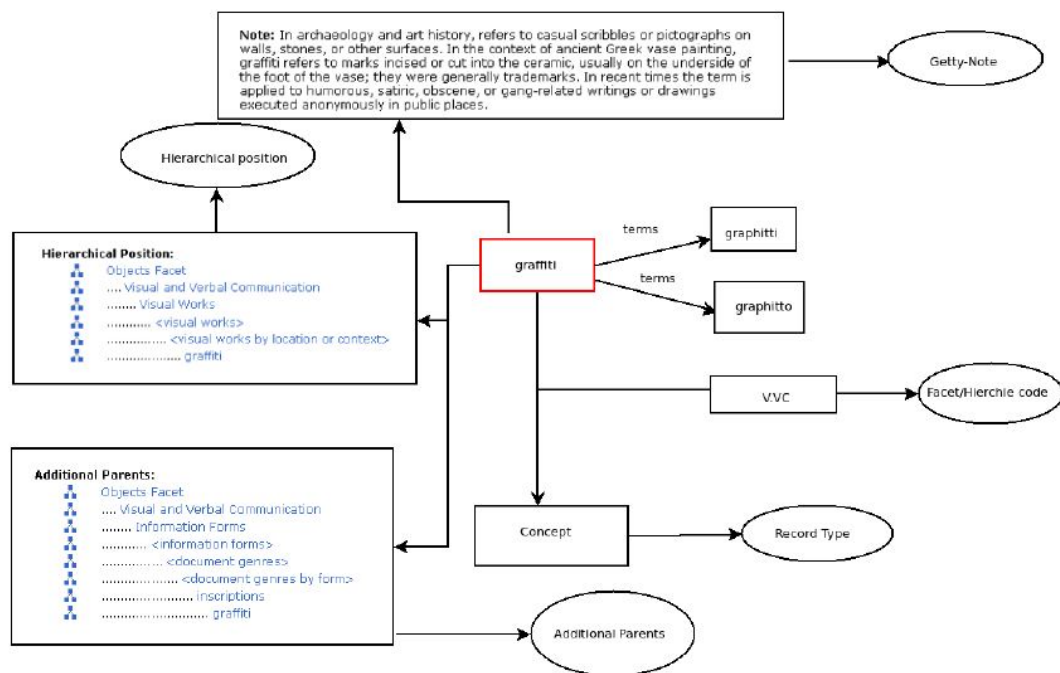 Note: In archaeology and art history, refers to casual scribbles or pictographs on
walls, stones, or other surfaces. In the context of ancient Greek vase painting,
graffiti refers to marks incised or cut into the ceramic, usually on the underside of
the foot of the vase; they were generally trademarks. In recent times the term is
applied to humorous, satiric, obscene, or gang-related writings or drawings
executed anonymously in public places.
Getty-Note
Hierarchical position
Hierarchical Position:
Objects Facet
.... Visual and Verbal Communication
........ Visual Works
............ <visual works>
................ <visual works by location or context>
.................... graffiti
graffiti
terms
graphitti
terms
graphitto
V.VC
Facet/Hierchie code
Additional Parents:
Objects Facet
.... Visual and Verbal Communication
........ Information Forms
............ <information forms>
................ <document genres>
.................... <document genres by form>
........................ inscriptions
............................ graffiti
Concept
Record Type
Additional Parents